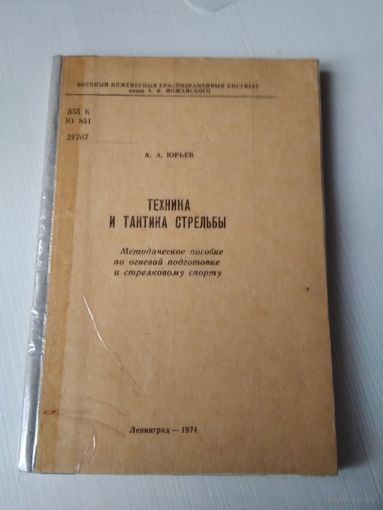 ВОЕННЫЙ ИНЖЕНЕРНЫЙ КРАСНОЗНАМЕННЫЙ ИНСТИТУТ
имени А. Ф. МОЖАЙСКОГО
355 К
Ю 851
21767
А. А. ЮРЬЕВ
ТЕХНИКА
И ТАКТИКА СТРЕЛЬБЫ
Методическое пособие
по огневой подготовке
и стрелковому спорту
Ленинград — 1974